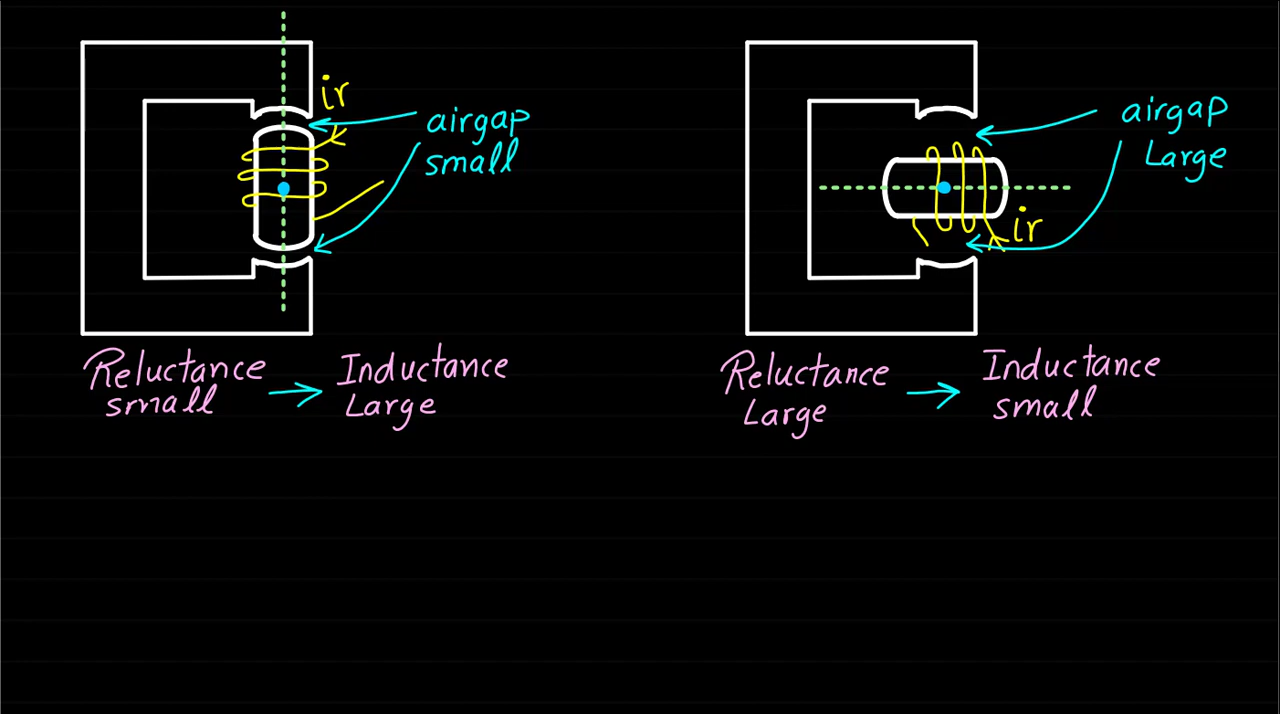 ir
airgap
small
Reluctance
small
Inductance
Large
airgap
Large
ir
Reluctance
Large
Inductance
small